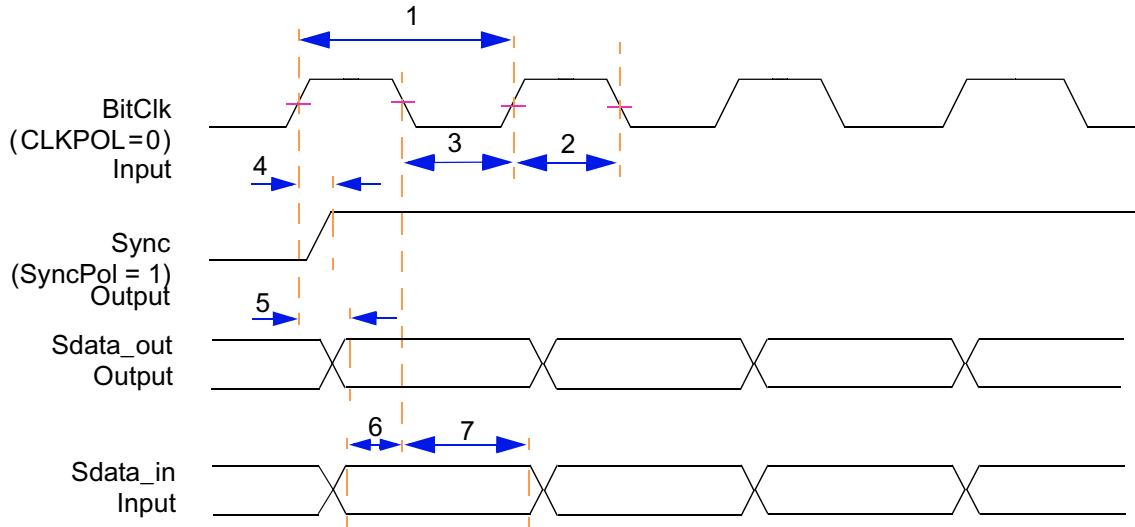 1
BitClk
(CLKPOL=0)
Input
3
2
4
Sync
(SyncPol = 1)
Output
5
Sdata_out
Output
6
7
Sdata_in
Input